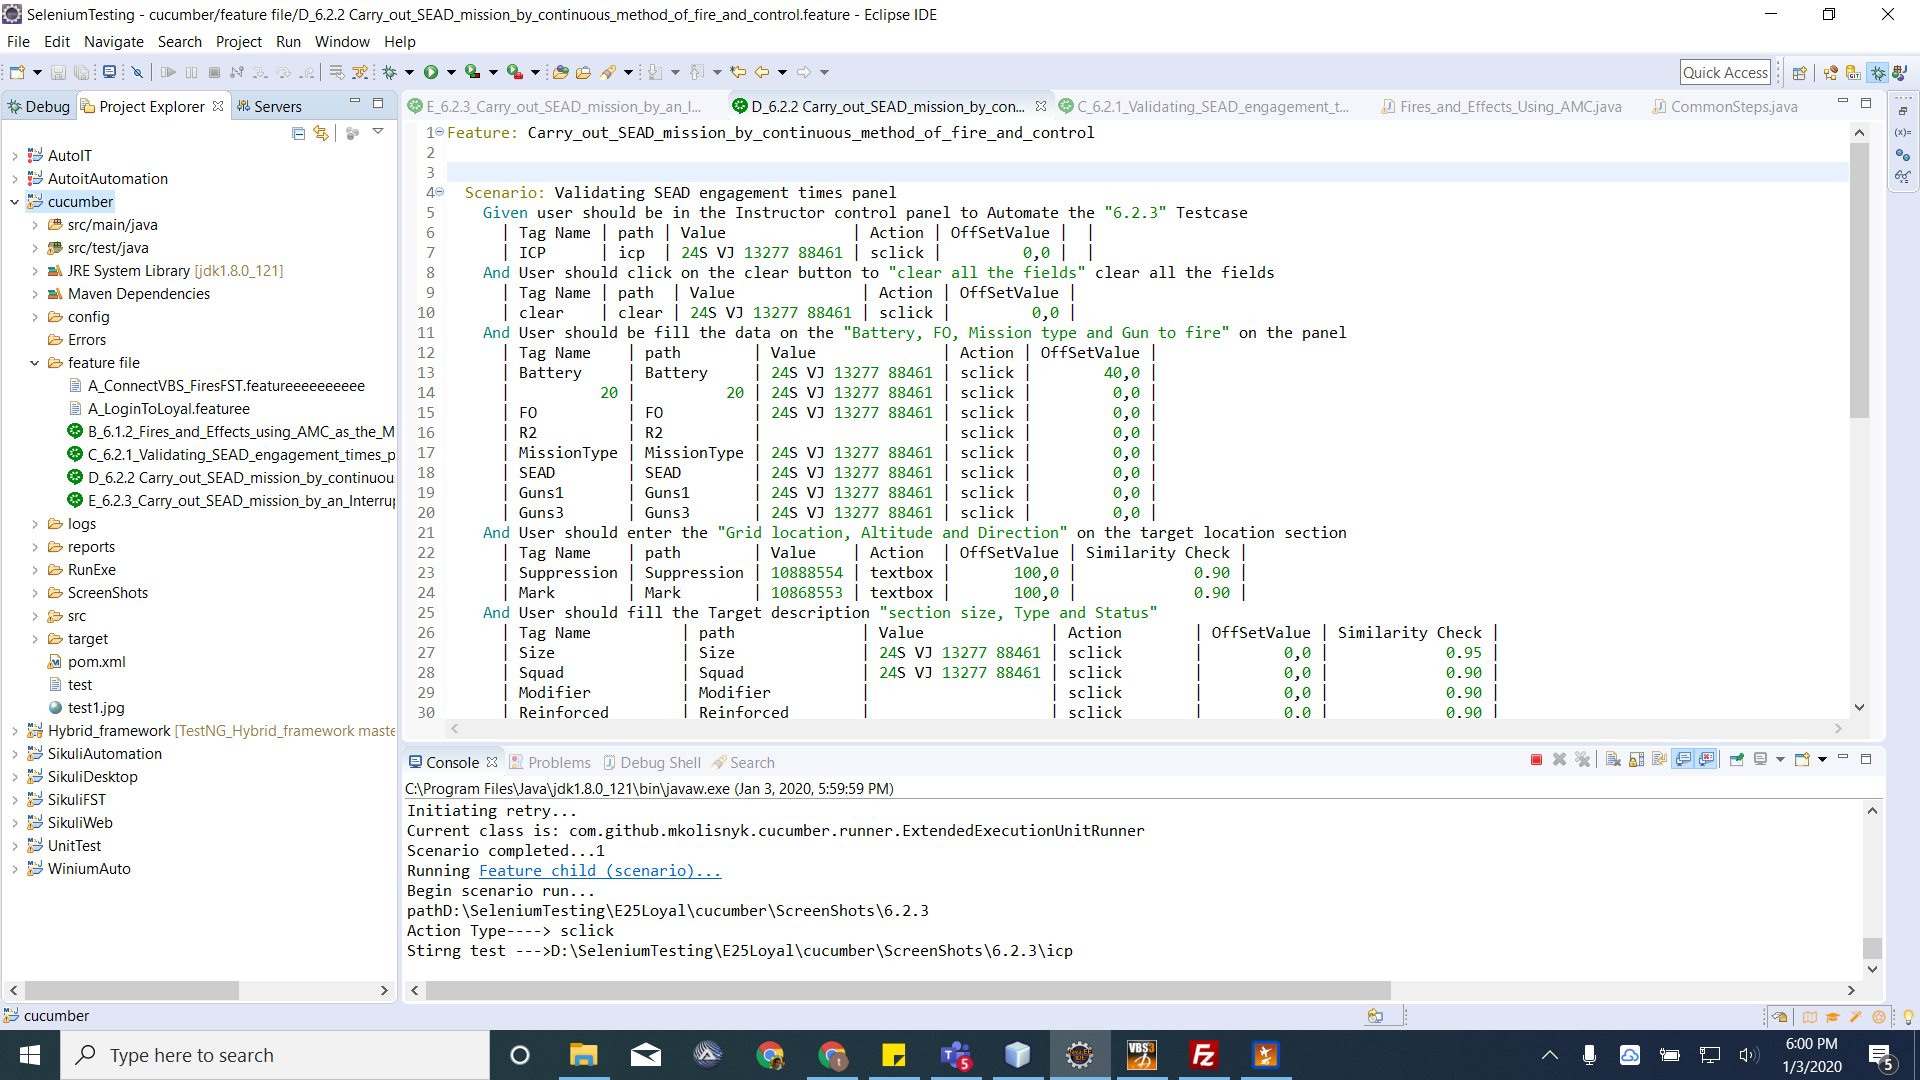 SeleniumTesting - cucumber/feature file/D_6.2.2 Carry_out_SEAD_mission_by_continuous_method_of_fire_and_control.feature - Eclipse IDE
File Edit Navigate Search Project Run Window Help
Quick Access
Debug Project Explorer Servers
E_6.2.3_Carry_out_SEAD_mission_by_an_I... D_6.2.2 Carry_out_SEAD_mission_by_con... C_6.2.1_Validating_SEAD_engagement_t... Fires_and_Effects_Using_AMC.java CommonSteps.java
AutoIT
AutoitAutomation
cucumber
src/main/java
src/test/java
JRE System Library [jdk1.8.0_121]
Maven Dependencies
config
Errors
feature file
A_ConnectVBS_FiresFST.featureeeeeeeeee
A_LoginToLoyal.featuree
B_6.1.2_Fires_and_Effects_using_AMC_as_the_M
C_6.2.1_Validating_SEAD_engagement_times_p
D_6.2.2 Carry_out_SEAD_mission_by_continuou
E_6.2.3_Carry_out_SEAD_mission_by_an_Interrup
logs
reports
RunExe
ScreenShots
src
target
pom.xml
test
test1.jpg
Hybrid_framework [TestNG_Hybrid_framework maste
SikuliAutomation
SikuliDesktop
SikuliFST
SikuliWeb
UnitTest
WiniumAuto
1 Feature: Carry_out_SEAD_mission_by_continuous_method_of_fire_and_control
2
3
4 Scenario: Validating SEAD engagement times panel
5 Given user should be in the Instructor control panel to Automate the "6.2.3" Testcase
6 | Tag Name | path | Value | Action | OffSetValue | |
7 | ICP | icp | 24S VJ 13277 88461 | sclick | 0,0 | |
8 And User should click on the clear button to "clear all the fields" clear all the fields
9 | Tag Name | path | Value | Action | OffSetValue |
10 | clear | clear | 24S VJ 13277 88461 | sclick | 0,0 |
11 And User should be fill the data on the "Battery, FO, Mission type and Gun to fire" on the panel
12 | Tag Name | path | Value | Action | OffSetValue |
13 | Battery | Battery | 24S VJ 13277 88461 | sclick | 40,0 |
14 | 20 | 20 | 24S VJ 13277 88461 | sclick | 0,0 |
15 | FO | FO | 24S VJ 13277 88461 | sclick | 0,0 |
16 | R2 | R2 | | sclick | 0,0 |
17 | MissionType | MissionType | 24S VJ 13277 88461 | sclick | 0,0 |
18 | SEAD | SEAD | 24S VJ 13277 88461 | sclick | 0,0 |
19 | Guns1 | Guns1 | 24S VJ 13277 88461 | sclick | 0,0 |
20 | Guns3 | Guns3 | 24S VJ 13277 88461 | sclick | 0,0 |
21 And User should enter the "Grid location, Altitude and Direction" on the target location section
22 | Tag Name | path | Value | Action | OffSetValue | Similarity Check |
23 | Suppression | Suppression | 10888554 | textbox | 100,0 | 0.90 |
24 | Mark | Mark | 10868553 | textbox | 100,0 | 0.90 |
25 And User should fill the Target description "section size, Type and Status"
26 | Tag Name | path | Value | Action | OffSetValue | Similarity Check |
27 | Size | Size | 24S VJ 13277 88461 | sclick | 0,0 | 0.95 |
28 | Squad | Squad | 24S VJ 13277 88461 | sclick | 0,0 | 0.90 |
29 | Modifier | Modifier | | sclick | 0,0 | 0.90 |
30 | Reinforced | Reinforced | | sclick | 0,0 | 0.90 |
Console Problems Debug Shell Search
C:\Program Files\Java\jdk1.8.0_121\bin\javaw.exe (Jan 3, 2020, 5:59:59 PM)
Initiating retry...
Current class is: com.github.mkolisnyk.cucumber.runner.ExtendedExecutionUnitRunner
Scenario completed...1
Running Feature child (scenario)...
Begin scenario run...
pathD:\SeleniumTesting\E25Loyal\cucumber\ScreenShots\6.2.3
Action Type----> sclick
Stirng test --->D:\SeleniumTesting\E25Loyal\cucumber\ScreenShots\6.2.3\icp
cucumber
Type here to search
6:00 PM
1/3/2020
5
5